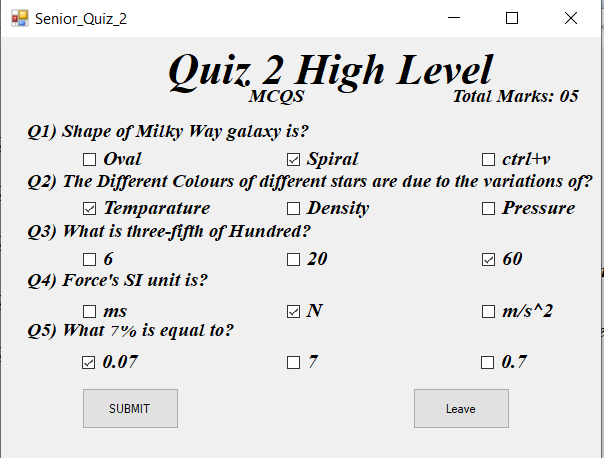 Senior_Quiz_2
Quiz 2 High Level
MCQS Total Marks: 05
Q1) Shape of Milky Way galaxy is?
Oval Spiral ctrl+v
Q2) The Different Colours of different stars are due to the variations of?
Temparature Density Pressure
Q3) What is three-fifth of Hundred?
6 20 60
Q4) Force's SI unit is?
ms N m/s^2
Q5) What 7% is equal to?
0.07 7 0.7
SUBMIT Leave